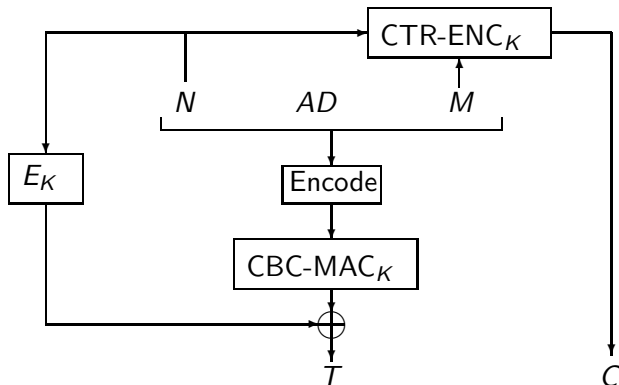 CTR-ENC_K
N AD M
E_K
Encode
CBC-MAC_K
T C